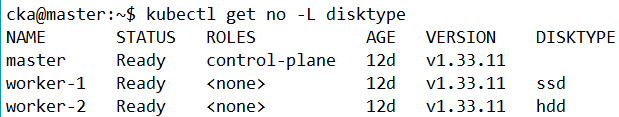 cka@master:~$ kubectl get no -L disktype
NAME       STATUS   ROLES           AGE   VERSION    DISKTYPE
master     Ready    control-plane   12d   v1.33.11
worker-1   Ready    <none>          12d   v1.33.11   ssd
worker-2   Ready    <none>          12d   v1.33.11   hdd